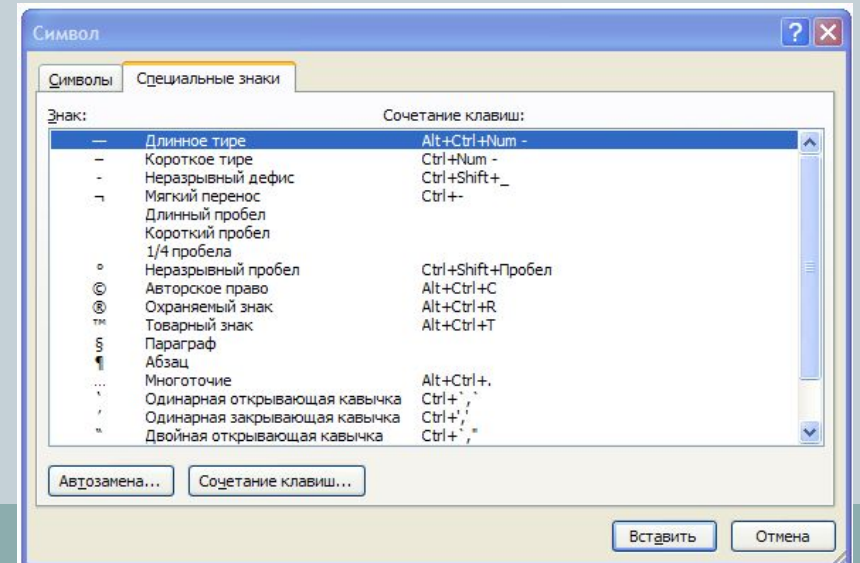 Символ
Символы Специальные знаки
Знак: Сочетание клавиш:
— Длинное тире Alt+Ctrl+Num -
– Короткое тире Ctrl+Num -
- Неразрывный дефис Ctrl+Shift+_
¬ Мягкий перенос Ctrl+-
Длинный пробел
Короткий пробел
1/4 пробела
° Неразрывный пробел Ctrl+Shift+Пробел
© Авторское право Alt+Ctrl+C
® Охраняемый знак Alt+Ctrl+R
™ Товарный знак Alt+Ctrl+T
§ Параграф
¶ Абзац
… Многоточие Alt+Ctrl+.
‘ Одинарная открывающая кавычка Ctrl+`,`
’ Одинарная закрывающая кавычка Ctrl+','
“ Двойная открывающая кавычка Ctrl+`,"
Автозамена... Сочетание клавиш...
Вставить Отмена